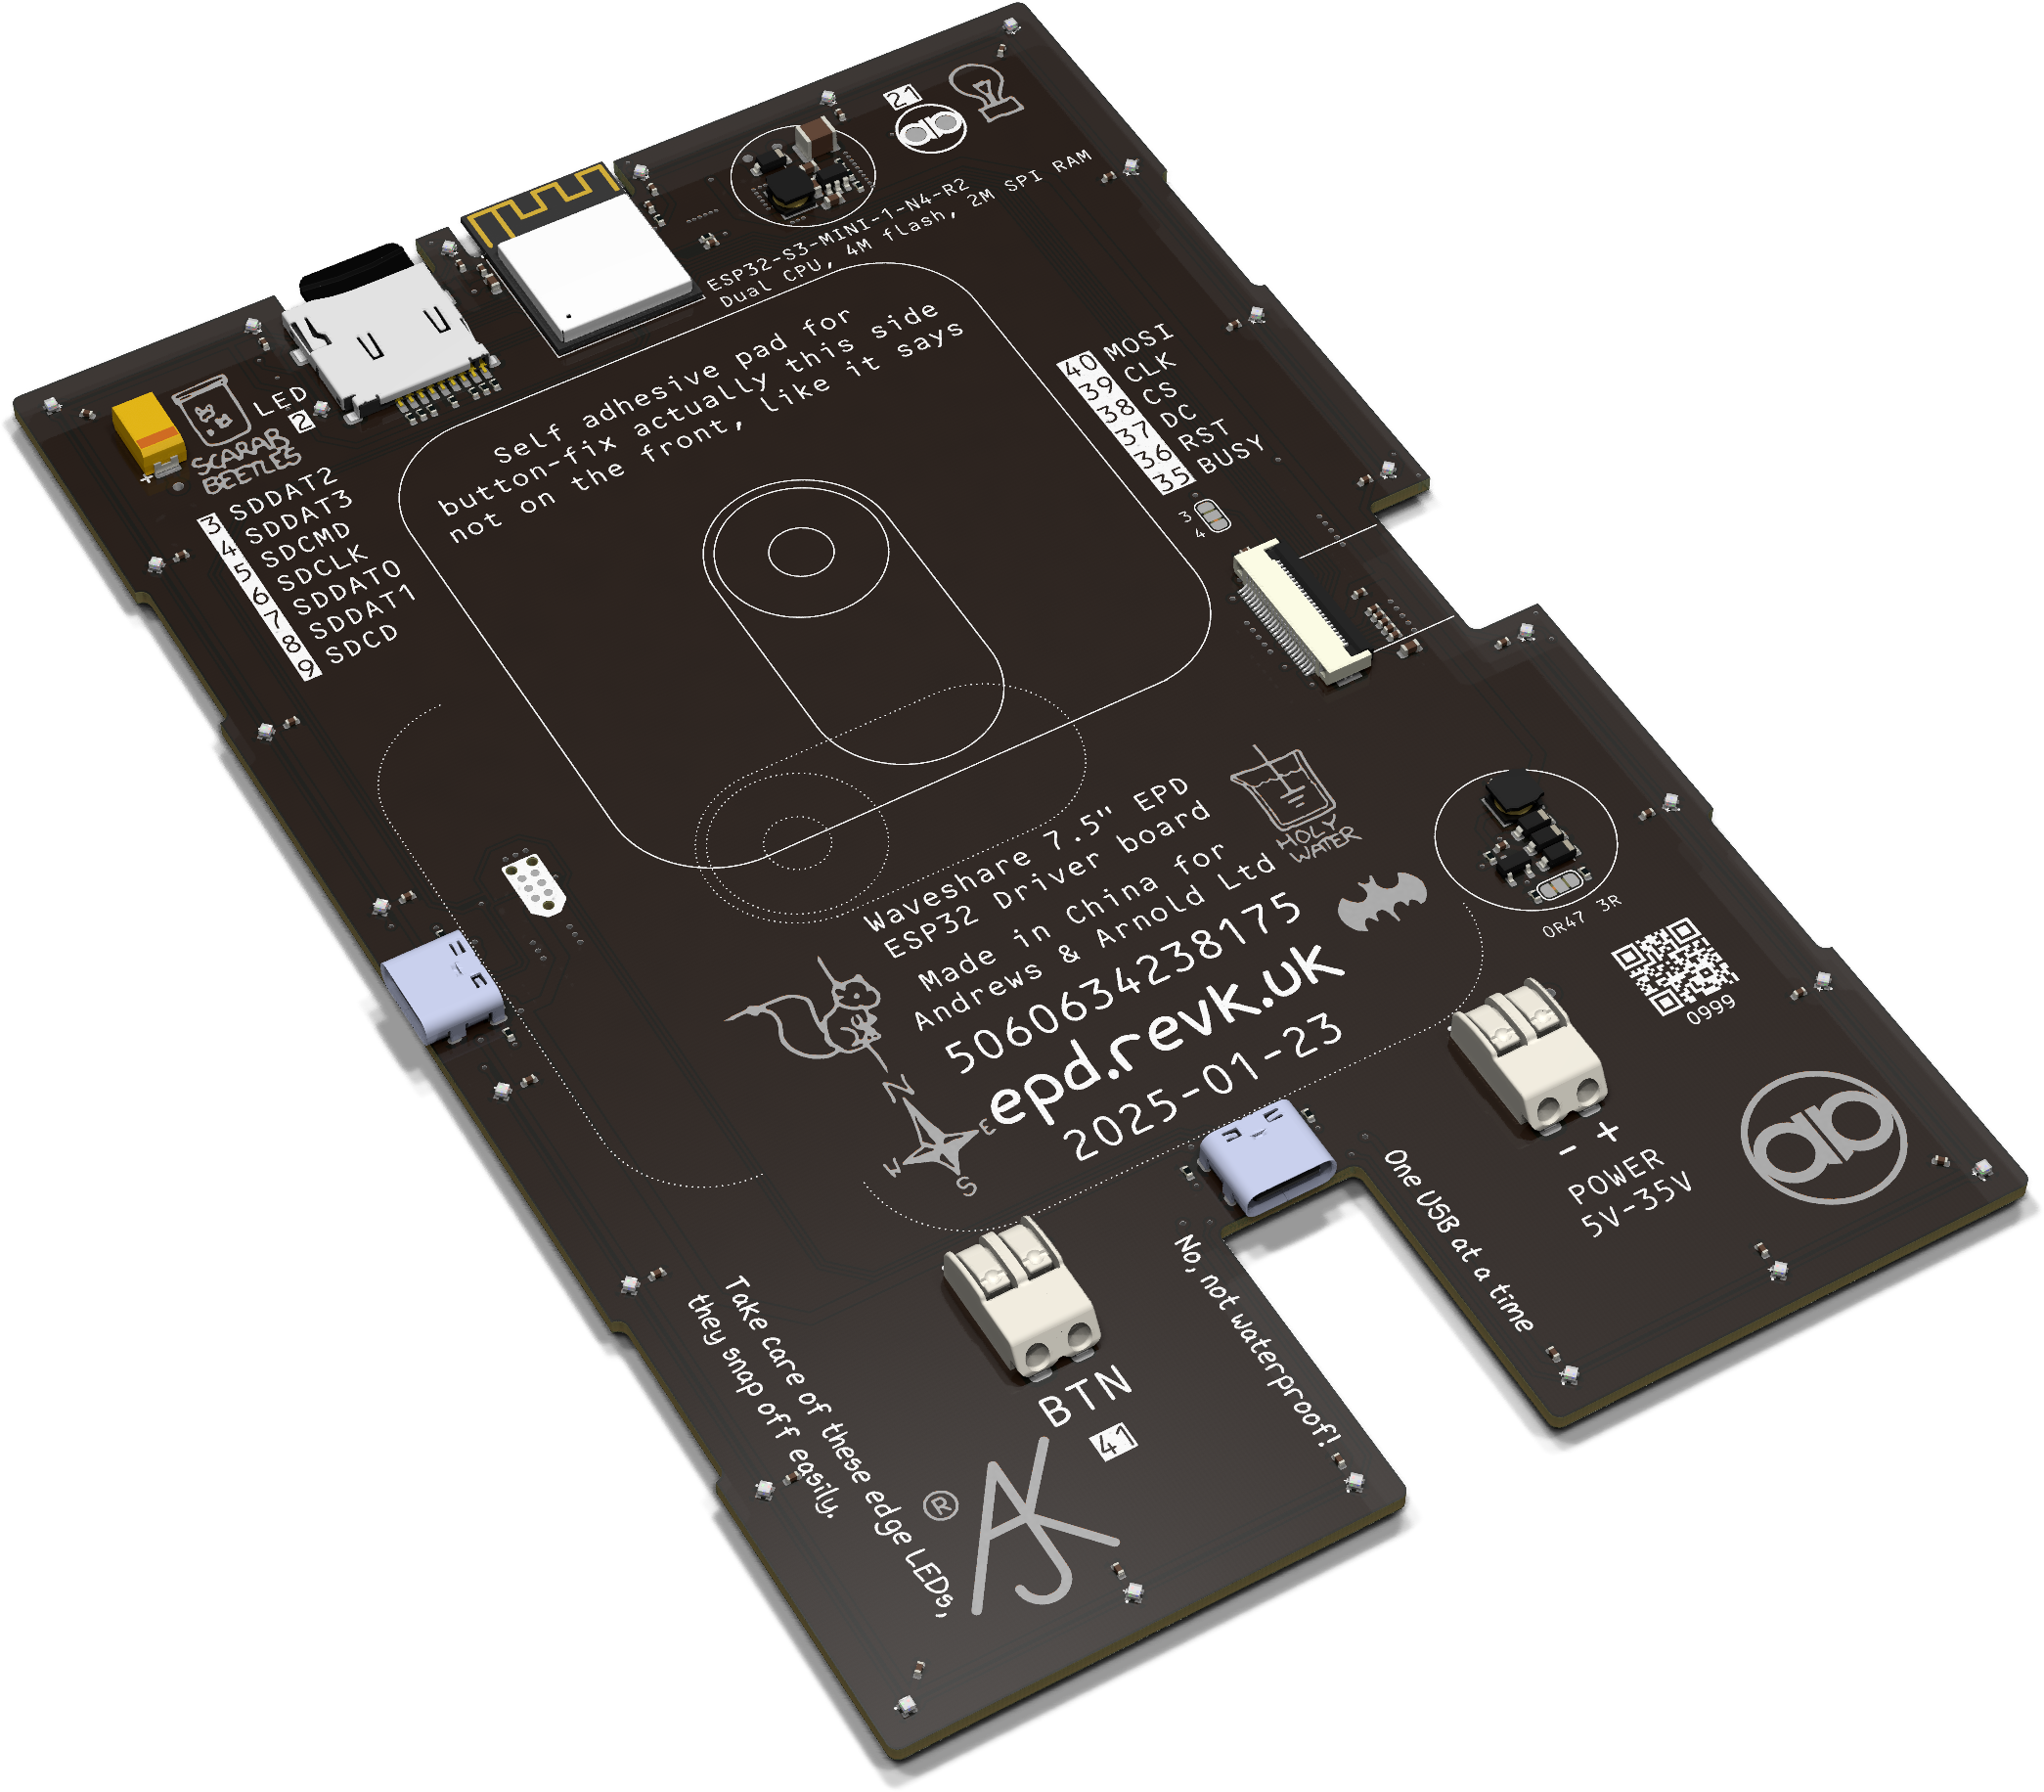 21
ESP32-S3-MINI-1-N4-R2
Dual CPU, 4M flash, 2M SPI RAM
Self adhesive pad for
button-fix actually this side
not on the front, like it says
LED
2
SCARAB
BEETLES
+
3 SDDAT2
4 SDDAT3
5 SDCMD
6 SDCLK
7 SDDAT0
8 SDDAT1
9 SDCD
40 MOSI
39 CLK
38 CS
37 DC
36 RST
35 BUSY
3
4
Waveshare 7.5" EPD
ESP32 Driver board
Made in China for
Andrews & Arnold Ltd
5060634238175
epd.revk.uk
2025-01-23
HOLY
WATER
N
E
W
S
0R47 3R
0999
- +
POWER
5V-35V
One USB at a time
No, not waterproof!
BTN
41
Take care of these edge LEDs,
they snap off easily.
®
AJK